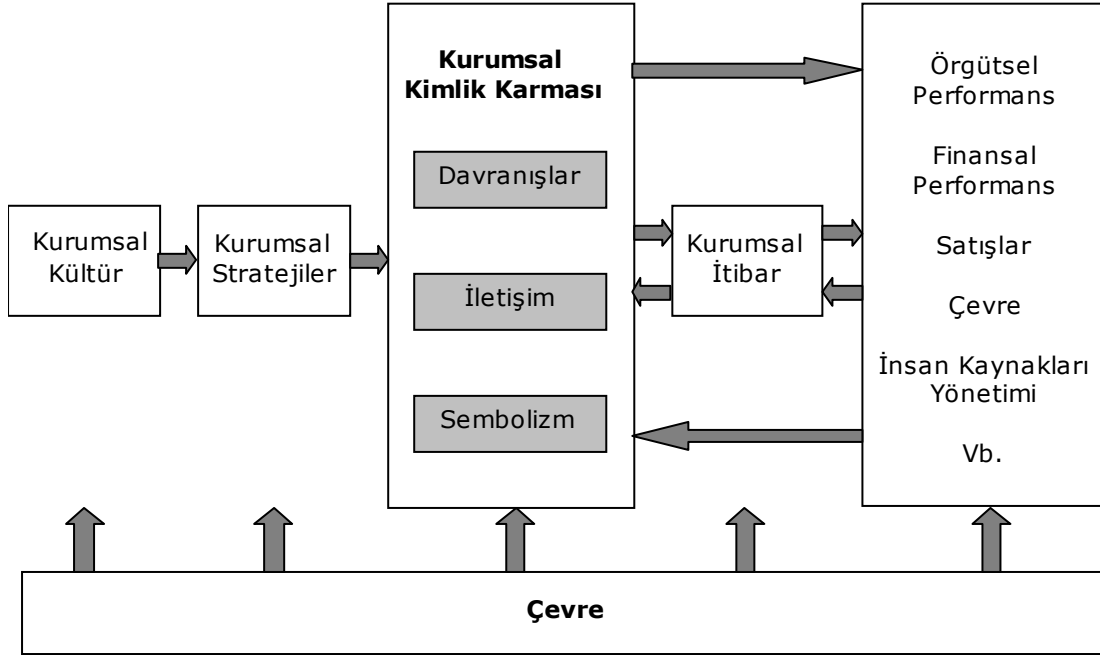 Kurumsal
Kültür
Kurumsal
Stratejiler
Kurumsal
Kimlik Karması
Davranışlar
İletişim
Sembolizm
Kurumsal
İtibar
Örgütsel
Performans
Finansal
Performans
Satışlar
Çevre
İnsan Kaynakları
Yönetimi
Vb.
Çevre